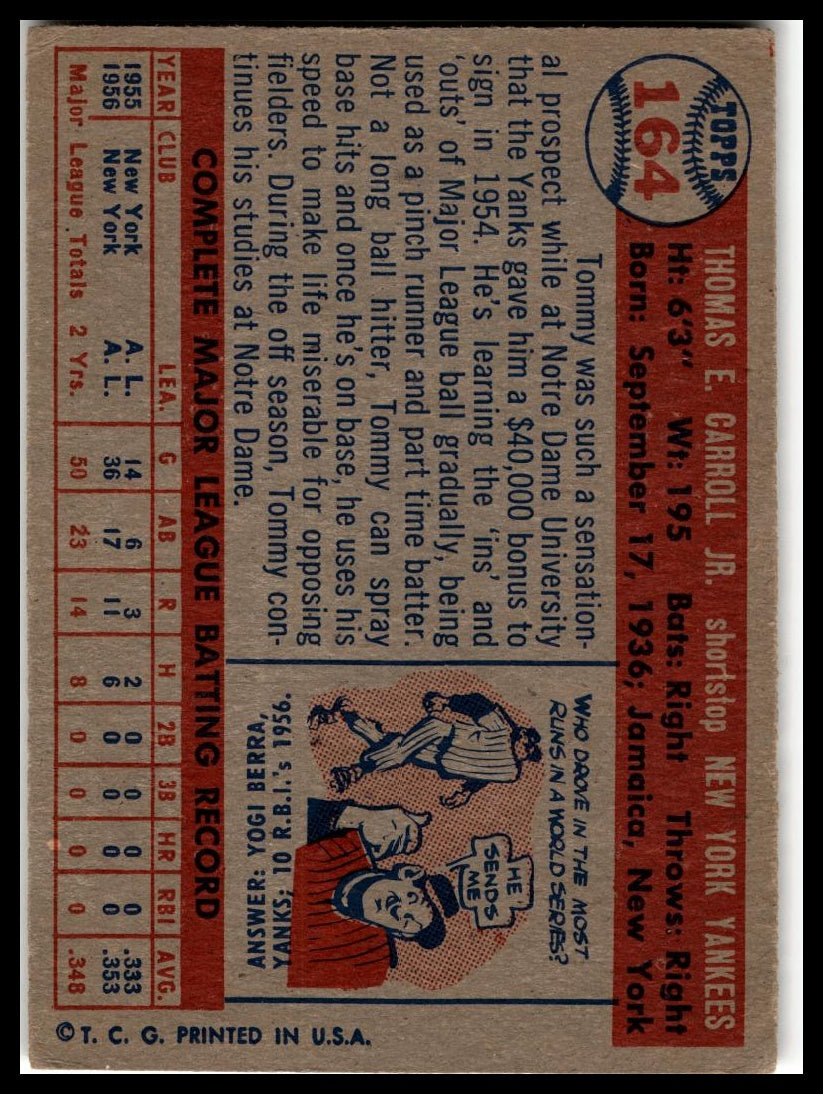 TOPPS
164
THOMAS E. CARROLL JR. shortstop NEW YORK YANKEES
Ht: 6'3" Wt: 195 Bats: Right Throws: Right
Born: September 17, 1936; Jamaica, New York
Tommy was such a sensation-
al prospect while at Notre Dame University
that the Yanks gave him a $40,000 bonus to
sign in 1954. He's learning the 'ins' and
'outs' of Major League ball gradually, being
used as a pinch runner and part time batter.
Not a long ball hitter, Tommy can spray
base hits and once he's on base, he uses his
speed to make life miserable for opposing
fielders. During the off season, Tommy con-
tinues his studies at Notre Dame.
WHO DROVE IN THE MOST
RUNS IN A WORLD SERIES?
HE
SENDS
ME
ANSWER: YOGI BERRA,
YANKS; 10 R.B.I.'s 1956.
COMPLETE MAJOR LEAGUE BATTING RECORD
YEAR CLUB LEA. G AB R H 2B 3B HR RBI AVG.
1955 New York A. L. 14 6 3 2 0 0 0 0 .333
1956 New York A. L. 36 17 11 6 0 0 0 0 .353
Major League Totals 2 Yrs. 50 23 14 8 0 0 0 0 .348
© T. C. G. PRINTED IN U.S.A.